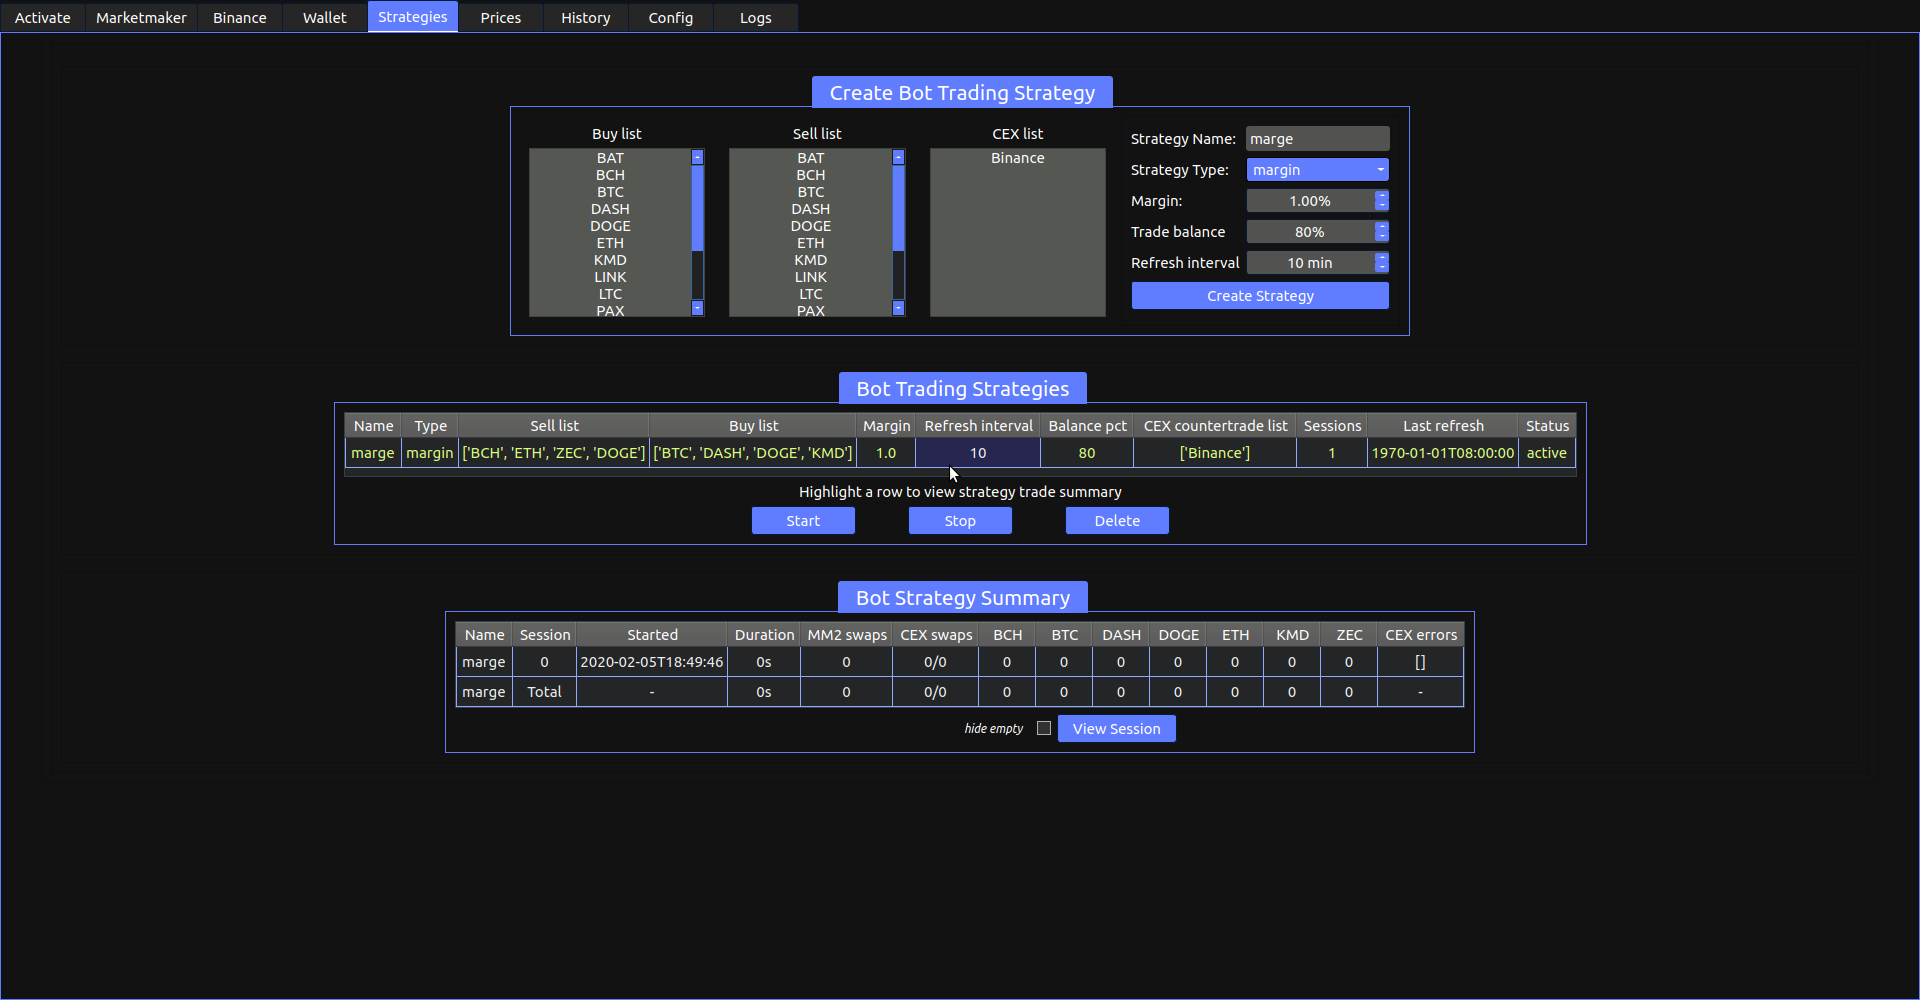 Activate Marketmaker Binance Wallet Strategies Prices History Config Logs
Create Bot Trading Strategy
Buy list Sell list CEX list
Strategy Name: marge
Strategy Type: margin
Margin: 1.00%
Trade balance 80%
Refresh interval 10 min
Create Strategy
BAT BAT Binance
BCH BCH
BTC BTC
DASH DASH
DOGE DOGE
ETH ETH
KMD KMD
LINK LINK
LTC LTC
PAX PAX
Bot Trading Strategies
Name Type Sell list Buy list Margin Refresh interval Balance pct CEX countertrade list Sessions Last refresh Status
marge margin ['BCH', 'ETH', 'ZEC', 'DOGE'] ['BTC', 'DASH', 'DOGE', 'KMD'] 1.0 10 80 ['Binance'] 1 1970-01-01T08:00:00 active
Highlight a row to view strategy trade summary
Start Stop Delete
Bot Strategy Summary
Name Session Started Duration MM2 swaps CEX swaps BCH BTC DASH DOGE ETH KMD ZEC CEX errors
marge 0 2020-02-05T18:49:46 0s 0 0/0 0 0 0 0 0 0 0 []
marge Total - 0s 0 0/0 0 0 0 0 0 0 0 -
hide empty View Session